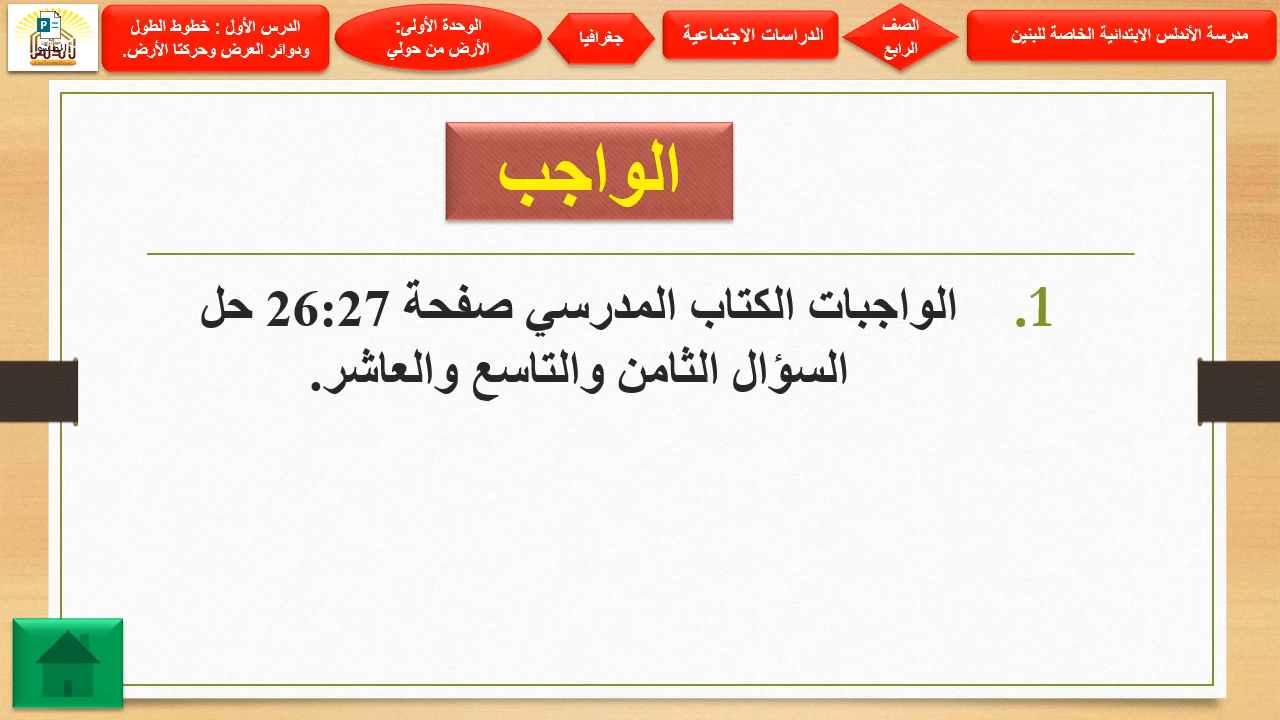 مدرسة الأندلس الابتدائية الخاصة للبنين
الصف
الرابع
الدراسات الاجتماعية
جغرافيا
الوحدة الأولى:
الأرض من حولي
الدرس الأول : خطوط الطول
ودوائر العرض وحركتا الأرض.
الواجب
1. الواجبات الكتاب المدرسي صفحة 26:27 حل
السؤال الثامن والتاسع والعاشر.